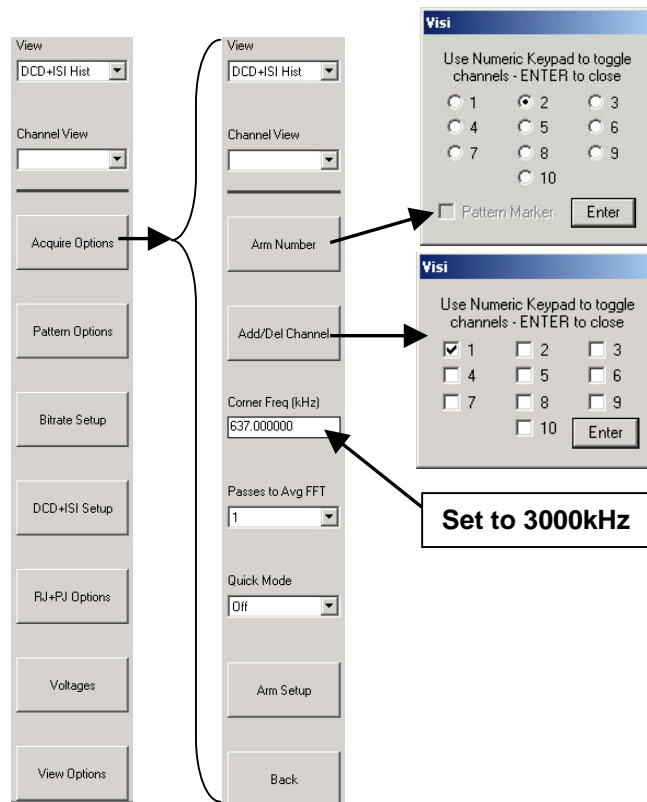 View
DCD+ISI Hist
Channel View
Acquire Options
Pattern Options
Bitrate Setup
DCD+ISI Setup
RJ+PJ Options
Voltages
View Options
View
DCD+ISI Hist
Channel View
Arm Number
Add/Del Channel
Corner Freq (kHz)
637.000000
Passes to Avg FFT
1
Quick Mode
Off
Arm Setup
Back
Visi
Use Numeric Keypad to toggle
channels - ENTER to close
1 2 3
4 5 6
7 8 9
10
Pattern Marker Enter
Visi
Use Numeric Keypad to toggle
channels - ENTER to close
1 2 3
4 5 6
7 8 9
10 Enter
Set to 3000kHz